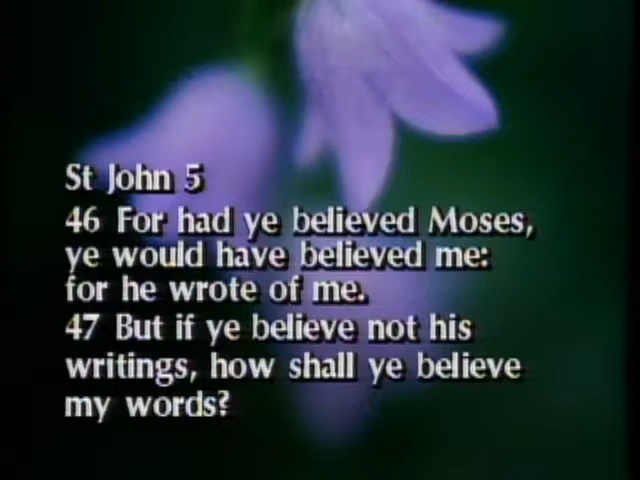 St John 5
46 For had ye believed Moses,
ye would have believed me:
for he wrote of me.
47 But if ye believe not his
writings, how shall ye believe
my words?